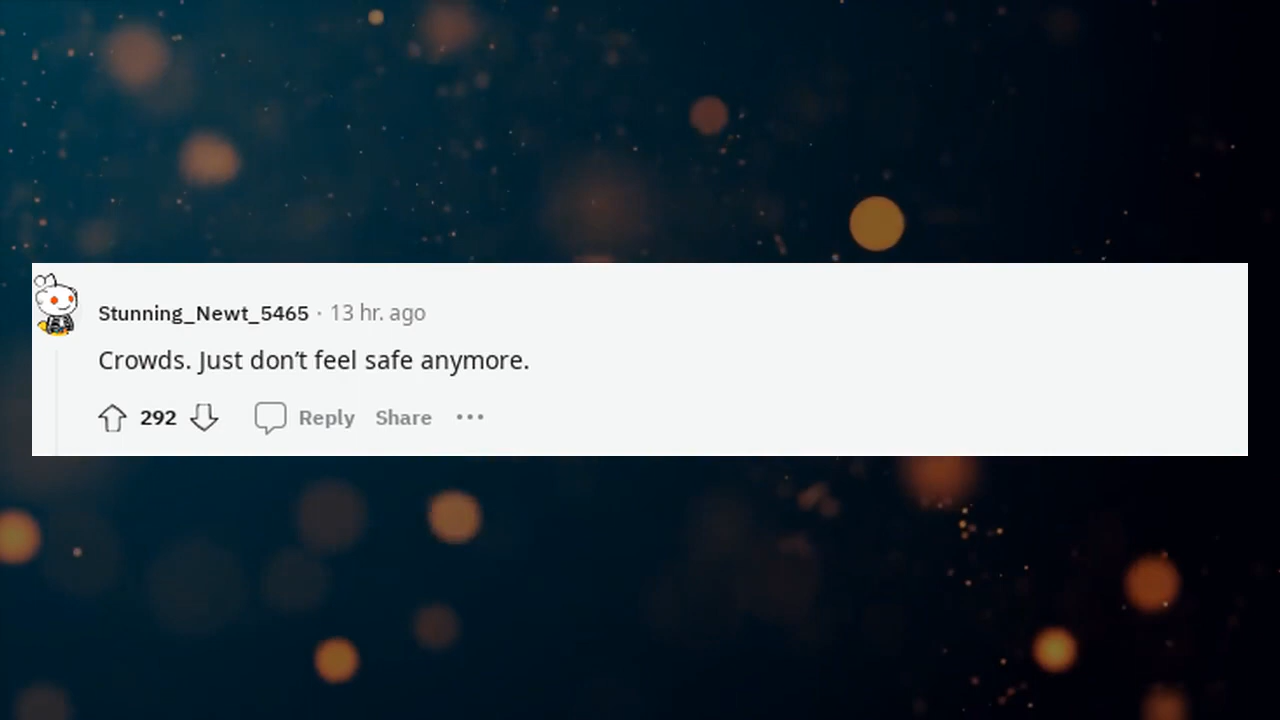 Stunning_Newt_5465 · 13 hr. ago
Crowds. Just don’t feel safe anymore.
292 Reply Share ···